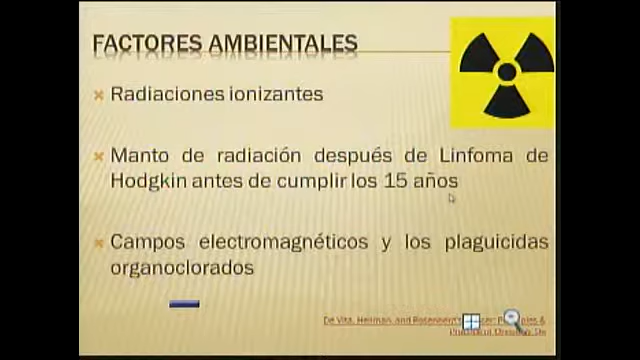 FACTORES AMBIENTALES
Radiaciones ionizantes
Manto de radiación después de Linfoma de
Hodgkin antes de cumplir los 15 años
Campos electromagnéticos y los plaguicidas
organoclorados
De Vita, Hellman, and Rosenberg's